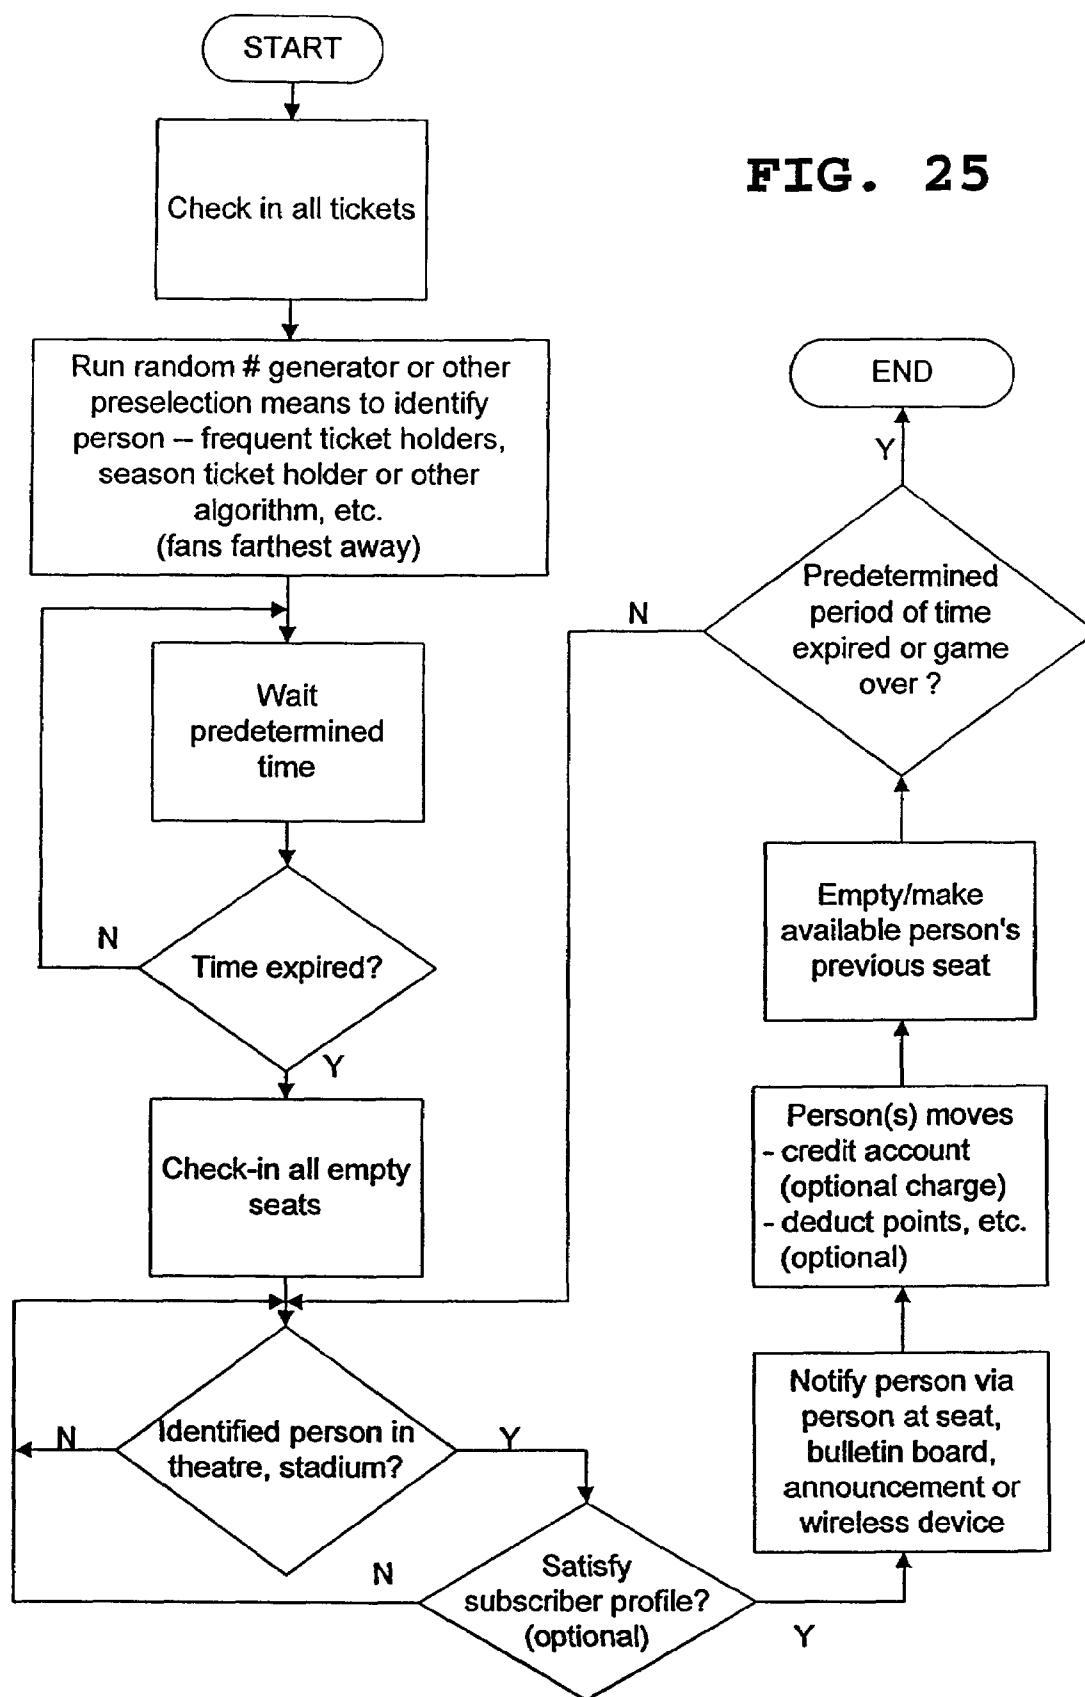 START
FIG. 25
Check in all tickets
Run random # generator or other
preselection means to identify
person -- frequent ticket holders,
season ticket holder or other
algorithm, etc.
(fans farthest away)
Wait
predetermined
time
N
Time expired?
Y
Check-in all empty
seats
N
Identified person in
theatre, stadium?
Y
N
Satisfy
subscriber profile?
(optional)
Y
Notify person via
person at seat,
bulletin board,
announcement or
wireless device
Person(s) moves
- credit account
(optional charge)
- deduct points, etc.
(optional)
Empty/make
available person's
previous seat
N
Predetermined
period of time
expired or game
over ?
Y
END